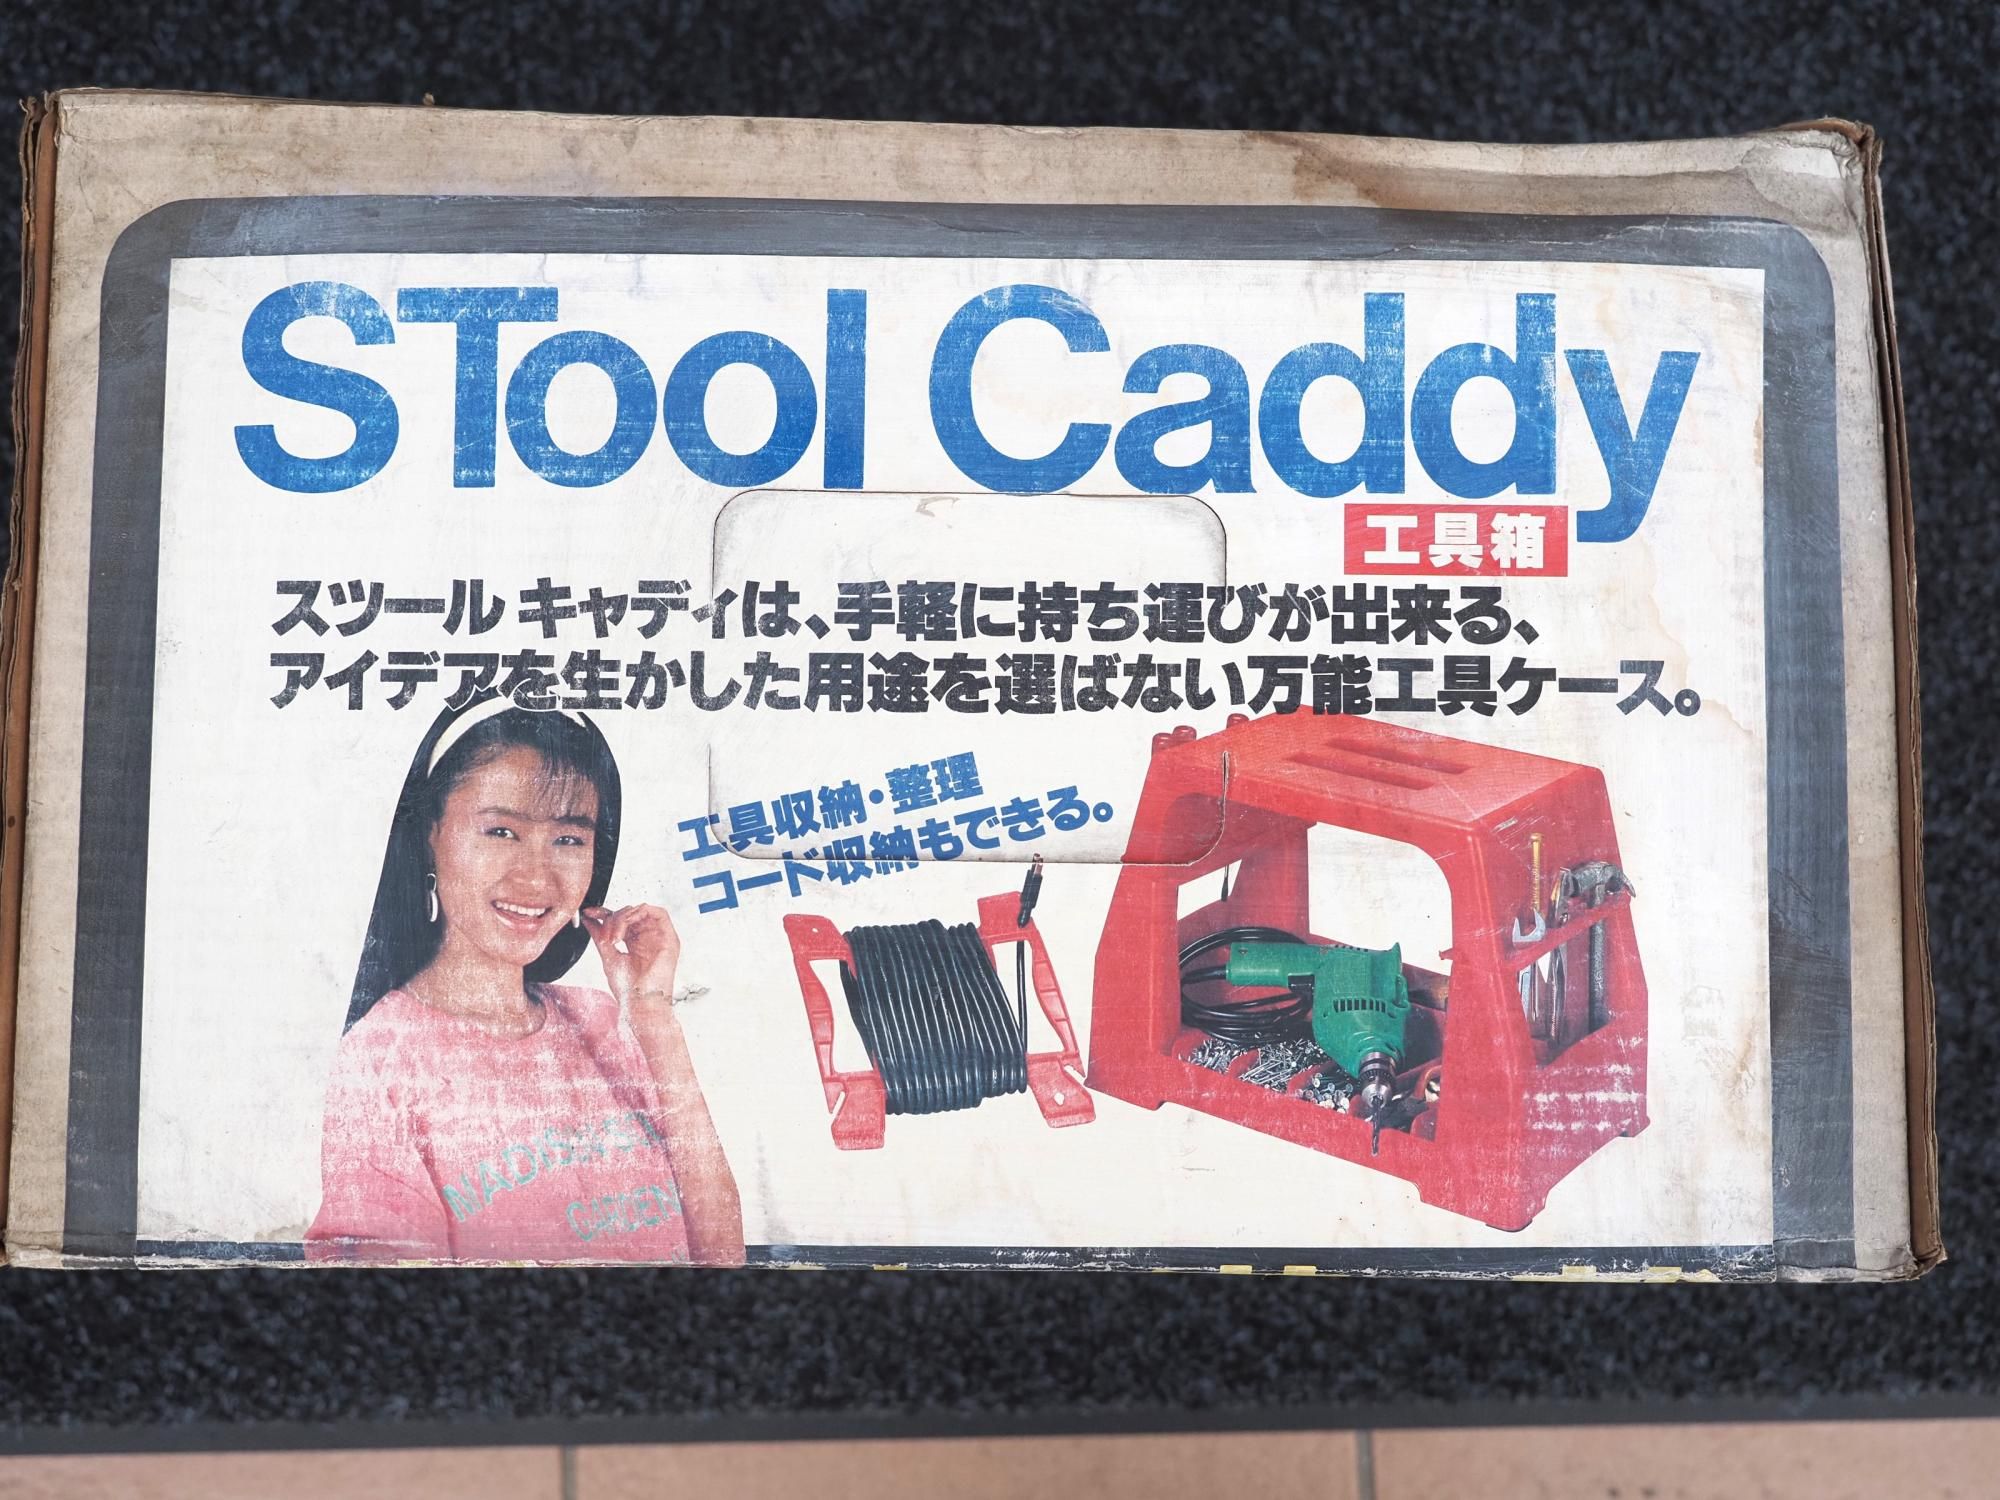 STool Caddy
工具箱
スツール キャディは、手軽に持ち運びが出来る、
アイデアを生かした用途を選ばない万能工具ケース。
工具収納・整理
コード収納もできる。
MADISON SQ
GARDEN